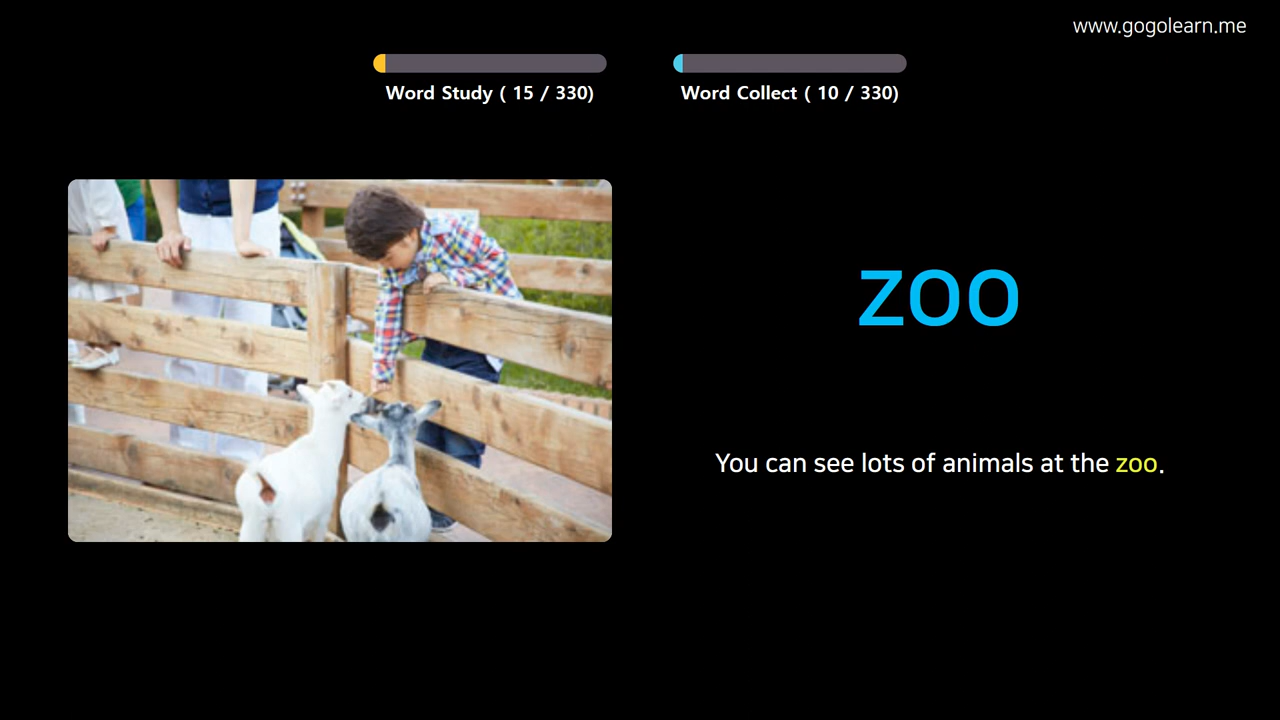 www.gogolearn.me
Word Study ( 15 / 330)
Word Collect ( 10 / 330)
zoo
You can see lots of animals at the zoo.